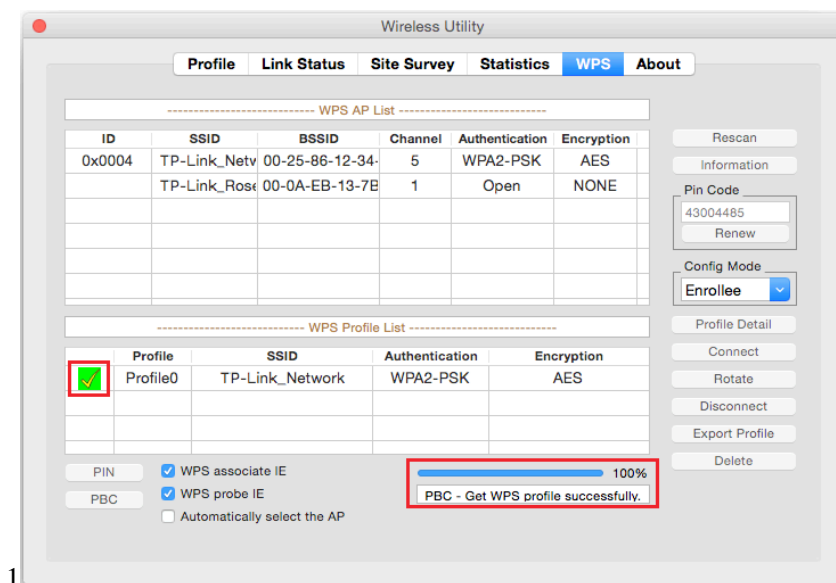 Wireless Utility
Profile Link Status Site Survey Statistics WPS About
---------------------------- WPS AP List ----------------------------
ID SSID BSSID Channel Authentication Encryption
0x0004 TP-Link_Netw 00-25-86-12-34- 5 WPA2-PSK AES
TP-Link_Rose 00-0A-EB-13-7B 1 Open NONE
Rescan
Information
Pin Code
43004485
Renew
Config Mode
Enrollee
---------------------------- WPS Profile List ----------------------------
Profile SSID Authentication Encryption
Profile0 TP-Link_Network WPA2-PSK AES
Profile Detail
Connect
Rotate
Disconnect
Export Profile
Delete
PIN WPS associate IE 100%
PBC WPS probe IE PBC - Get WPS profile successfully.
Automatically select the AP
1